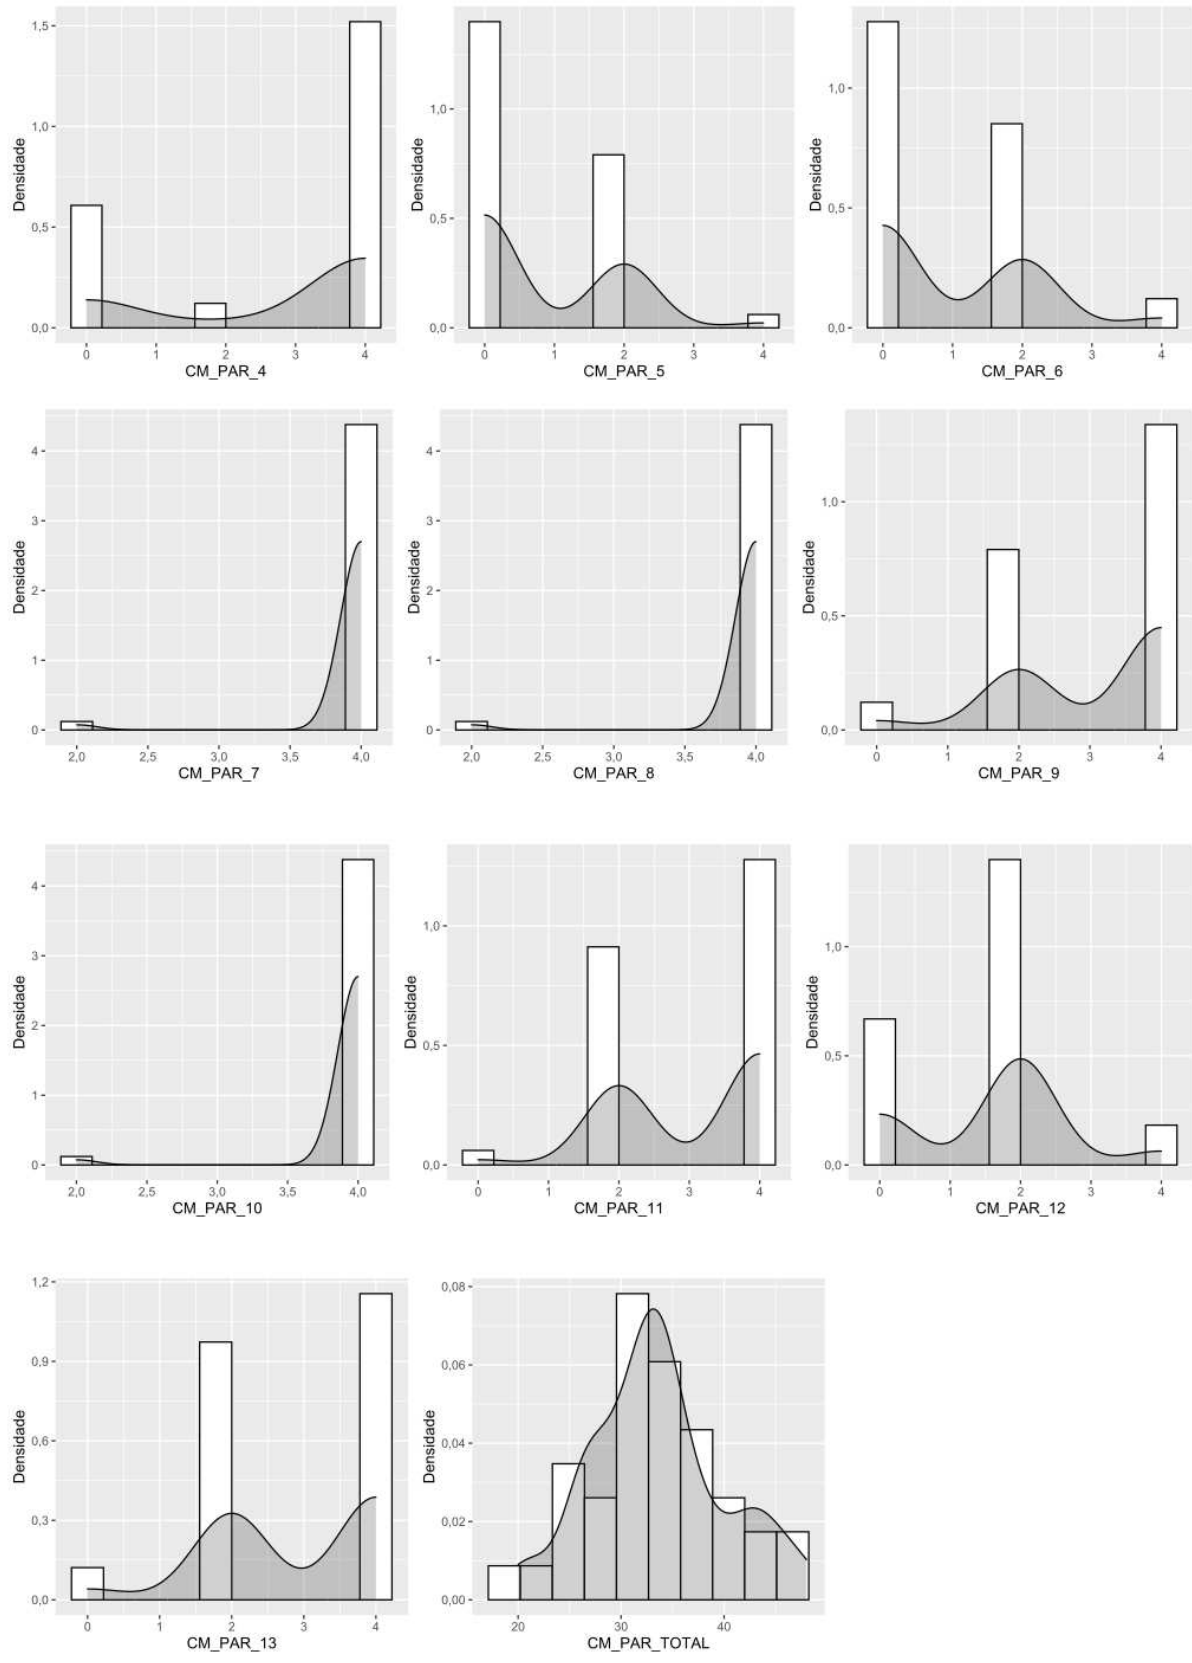 Densidade
1,5
1,0
0,5
0,0
0 1 2 3 4
CM_PAR_4
Densidade
1,0
0,5
0,0
0 1 2 3 4
CM_PAR_5
Densidade
1,0
0,5
0,0
0 1 2 3 4
CM_PAR_6
Densidade
4
3
2
1
0
2,0 2,5 3,0 3,5 4,0
CM_PAR_7
Densidade
4
3
2
1
0
2,0 2,5 3,0 3,5 4,0
CM_PAR_8
Densidade
1,0
0,5
0,0
0 1 2 3 4
CM_PAR_9
Densidade
4
3
2
1
0
2,0 2,5 3,0 3,5 4,0
CM_PAR_10
Densidade
1,0
0,5
0,0
0 1 2 3 4
CM_PAR_11
Densidade
1,0
0,5
0,0
0 1 2 3 4
CM_PAR_12
Densidade
1,2
0,9
0,6
0,3
0,0
0 1 2 3 4
CM_PAR_13
Densidade
0,08
0,06
0,04
0,02
0,00
20 30 40
CM_PAR_TOTAL